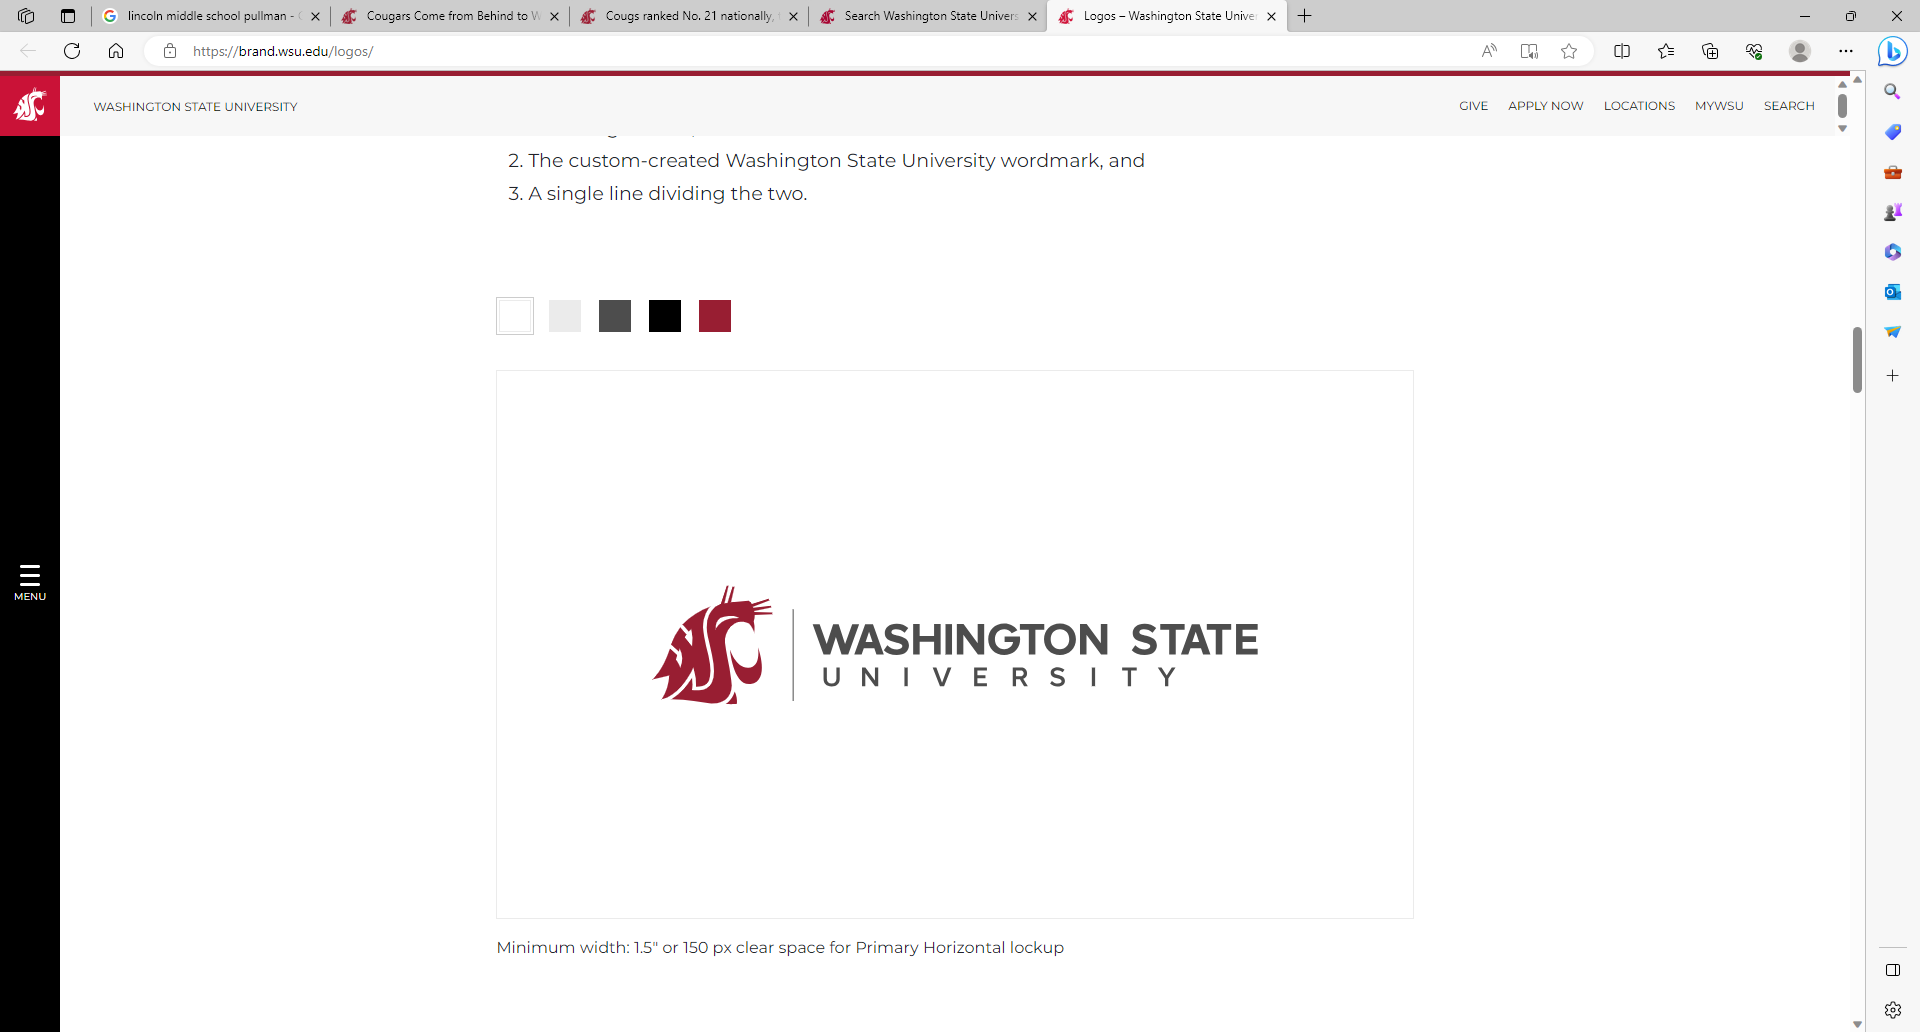 lincoln middle school pullman -
Cougars Come from Behind to W
Cougs ranked No. 21 nationally,
Search Washington State Univers
Logos – Washington State Univer
https://brand.wsu.edu/logos/
WASHINGTON STATE UNIVERSITY
GIVE
APPLY NOW
LOCATIONS
MYWSU
SEARCH
2. The custom-created Washington State University wordmark, and
3. A single line dividing the two.
MENU
WASHINGTON STATE
UNIVERSITY
Minimum width: 1.5" or 150 px clear space for Primary Horizontal lockup